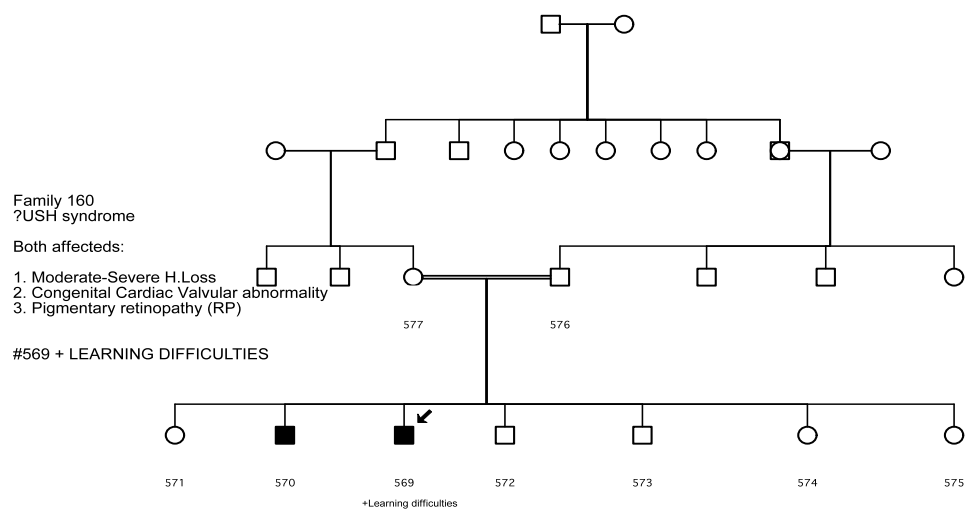 Family 160
?USH syndrome
Both affecteds:
1. Moderate-Severe H.Loss
2. Congenital Cardiac Valvular abnormality
3. Pigmentary retinopathy (RP)
577 576
#569 + LEARNING DIFFICULTIES
571 570 569 572 573 574 575
+Learning difficulties